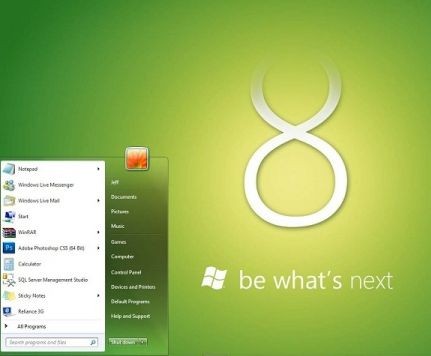 8
be what's next
Notepad
Windows Live Messenger
Windows Live Mail
Start
WinRAR
Adobe Photoshop CS5 (64 Bit)
Calculator
SQL Server Management Studio
Sticky Notes
Reliance 3G
All Programs
Search programs and files
Jeff
Documents
Pictures
Music
Games
Computer
Control Panel
Devices and Printers
Default Programs
Help and Support
Shut down